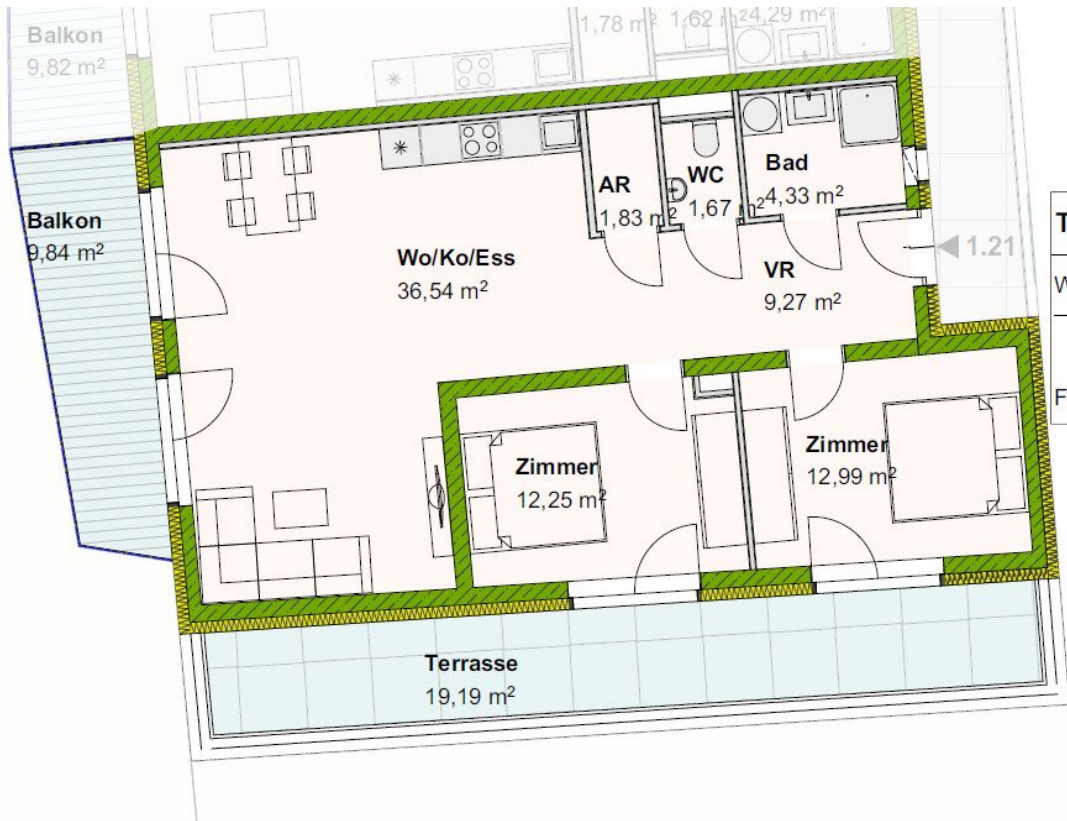 Balkon
9,82 m²
1,78 m²
1,62 m²
4,29 m²
Balkon
9,84 m²
AR
1,83 m²
WC
1,67 m²
Bad
4,33 m²
Wo/Ko/Ess
36,54 m²
VR
9,27 m²
1.21
T
W
F
Zimmer
12,25 m²
Zimmer
12,99 m²
Terrasse
19,19 m²